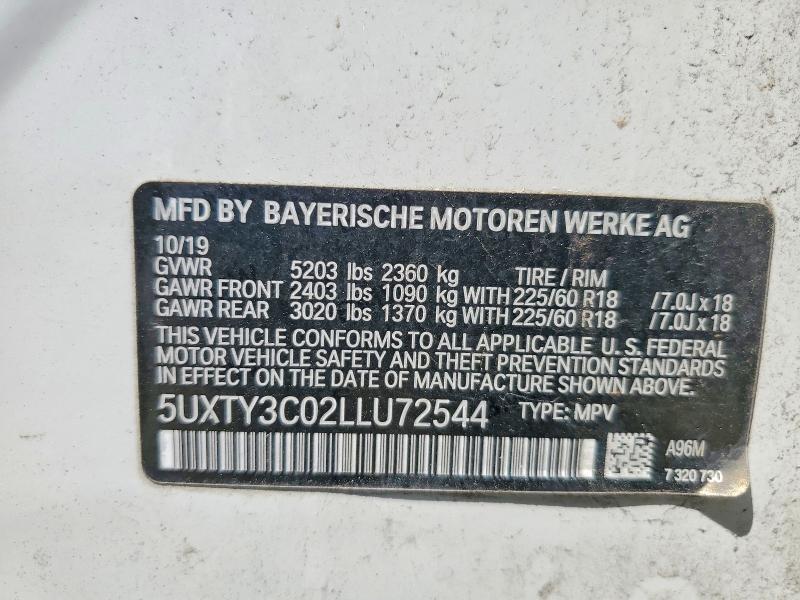 MFD BY BAYERISCHE MOTOREN WERKE AG
10/19
GVWR 5203 lbs 2360 kg TIRE / RIM
GAWR FRONT 2403 lbs 1090 kg WITH 225/60 R18 /7.0J x 18
GAWR REAR 3020 lbs 1370 kg WITH 225/60 R18 /7.0J x 18
THIS VEHICLE CONFORMS TO ALL APPLICABLE U.S. FEDERAL
MOTOR VEHICLE SAFETY AND THEFT PREVENTION STANDARDS
IN EFFECT ON THE DATE OF MANUFACTURE SHOWN ABOVE.
5UXTY3C02LLU72544 TYPE: MPV
A96M
7 320 730